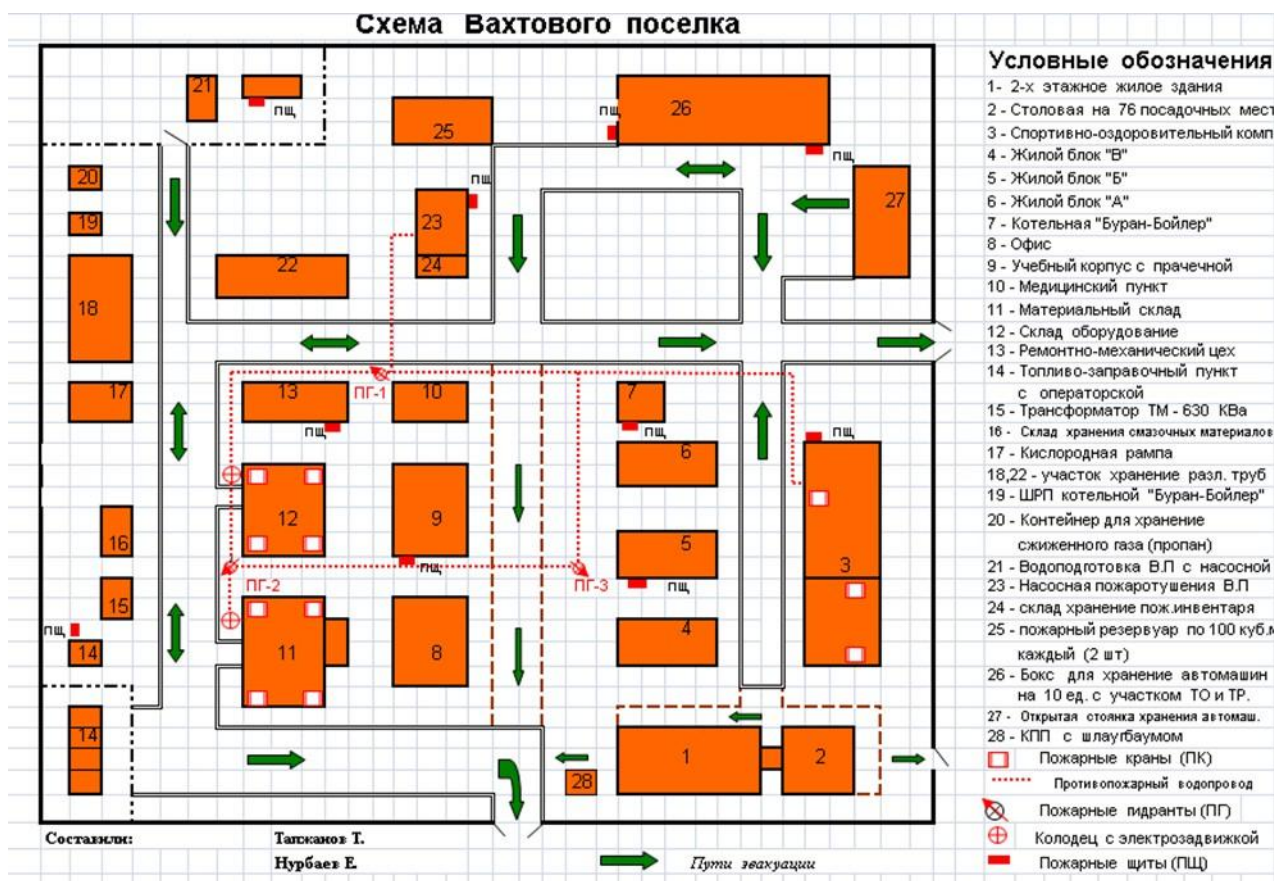 Схема Вахтового поселка
21
ПЩ
25
ПЩ
26
ПЩ
20
19
ПЩ
23
24
27
22
18
17
ПГ-1
13
10
7
ПЩ
ПЩ
ПЩ
6
12
9
16
5
3
ПЩ
ПГ-2
ПГ-3
ПЩ
15
ПЩ
14
11
8
4
14
1
2
28
Условные обозначения
1- 2-х этажное жилое здания
2 - Столовая на 76 посадочных мест
3 - Спортивно-оздоровительный комп
4 - Жилой блок "В"
5 - Жилой блок "Б"
6 - Жилой блок "А"
7 - Котельная "Буран-Бойлер"
8 - Офис
9 - Учебный корпус с прачечной
10 - Медицинский пункт
11 - Материальный склад
12 - Склад оборудование
13 - Ремонтно-механический цех
14 - Топливо-заправочный пункт
с операторской
15 - Трансформатор ТМ - 630 КВа
16 - Склад хранения смазочных материалов
17 - Кислородная рампа
18,22 - участок хранение разл. труб
19 - ШРП котельной "Буран-Бойлер"
20 - Контейнер для хранение
сжиженного газа (пропан)
21 - Водоподготовка В.П с насосной
23 - Насосная пожаротушения В.П
24 - склад хранение пож.инвентаря
25 - пожарный резервуар по 100 куб.м
каждый (2 шт)
26 - Бокс для хранение автомашин
на 10 ед. с участком ТО и ТР.
27 - Открытая стоянка хранения автомаш.
28 - КПП с шлаугбаумом
Пожарные краны (ПК)
Противопожарный водопровод
Пожарные гидранты (ПГ)
Колодец с электрозадвижкой
Пожарные щиты (ПЩ)
Составили: Тапжанов Т.
Нурбаев Е.
Пути эвакуации